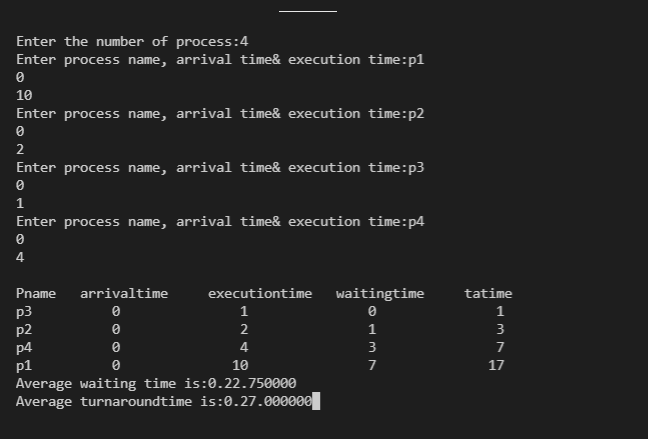 Enter the number of process:4
Enter process name, arrival time& execution time:p1
0
10
Enter process name, arrival time& execution time:p2
0
2
Enter process name, arrival time& execution time:p3
0
1
Enter process name, arrival time& execution time:p4
0
4
Pname arrivaltime executiontime waitingtime tatime
p3 0 1 0 1
p2 0 2 1 3
p4 0 4 3 7
p1 0 10 7 17
Average waiting time is:0.22.750000
Average turnaroundtime is:0.27.000000